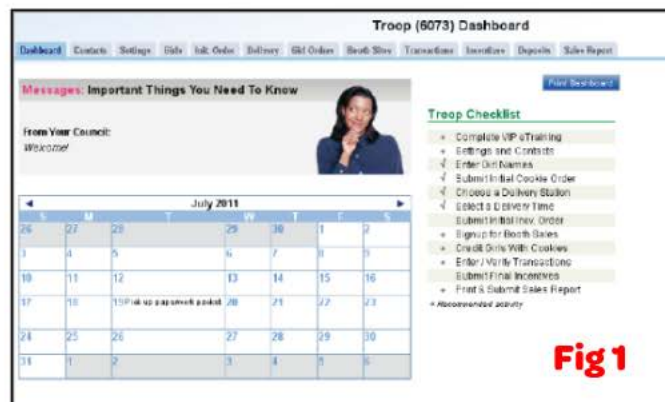 Troop (6073) Dashboard
Dashboard Contacts Settings Girls Init. Order Delivery Girl Orders Booth Sites Transactions Incentives Deposits Sales Report
Print Dashboard
Messages: Important Things You Need To Know
From Your Council:
Welcome!
Troop Checklist
+ Complete VIP eTraining
+ Settings and Contacts
√ Enter Girl Names
√ Submit Initial Cookie Order
√ Choose a Delivery Station
√ Select a Delivery Time
Submit Initial Incv. Order
+ Signup for Booth Sales
+ Credit Girls With Cookies
+ Enter / Verify Transactions
Submit Final Incentives
+ Print & Submit Sales Report
+ Recommended activity
July 2011
S M T W T F S
26 27 28 29 30 1 2
3 4 5 6 7 8 9
10 11 12 13 14 15 16
17 18 19 Pick up paperwork packet 20 21 22 23
24 25 26 27 28 29 30
31 1 2 3 4 5 6
Fig 1